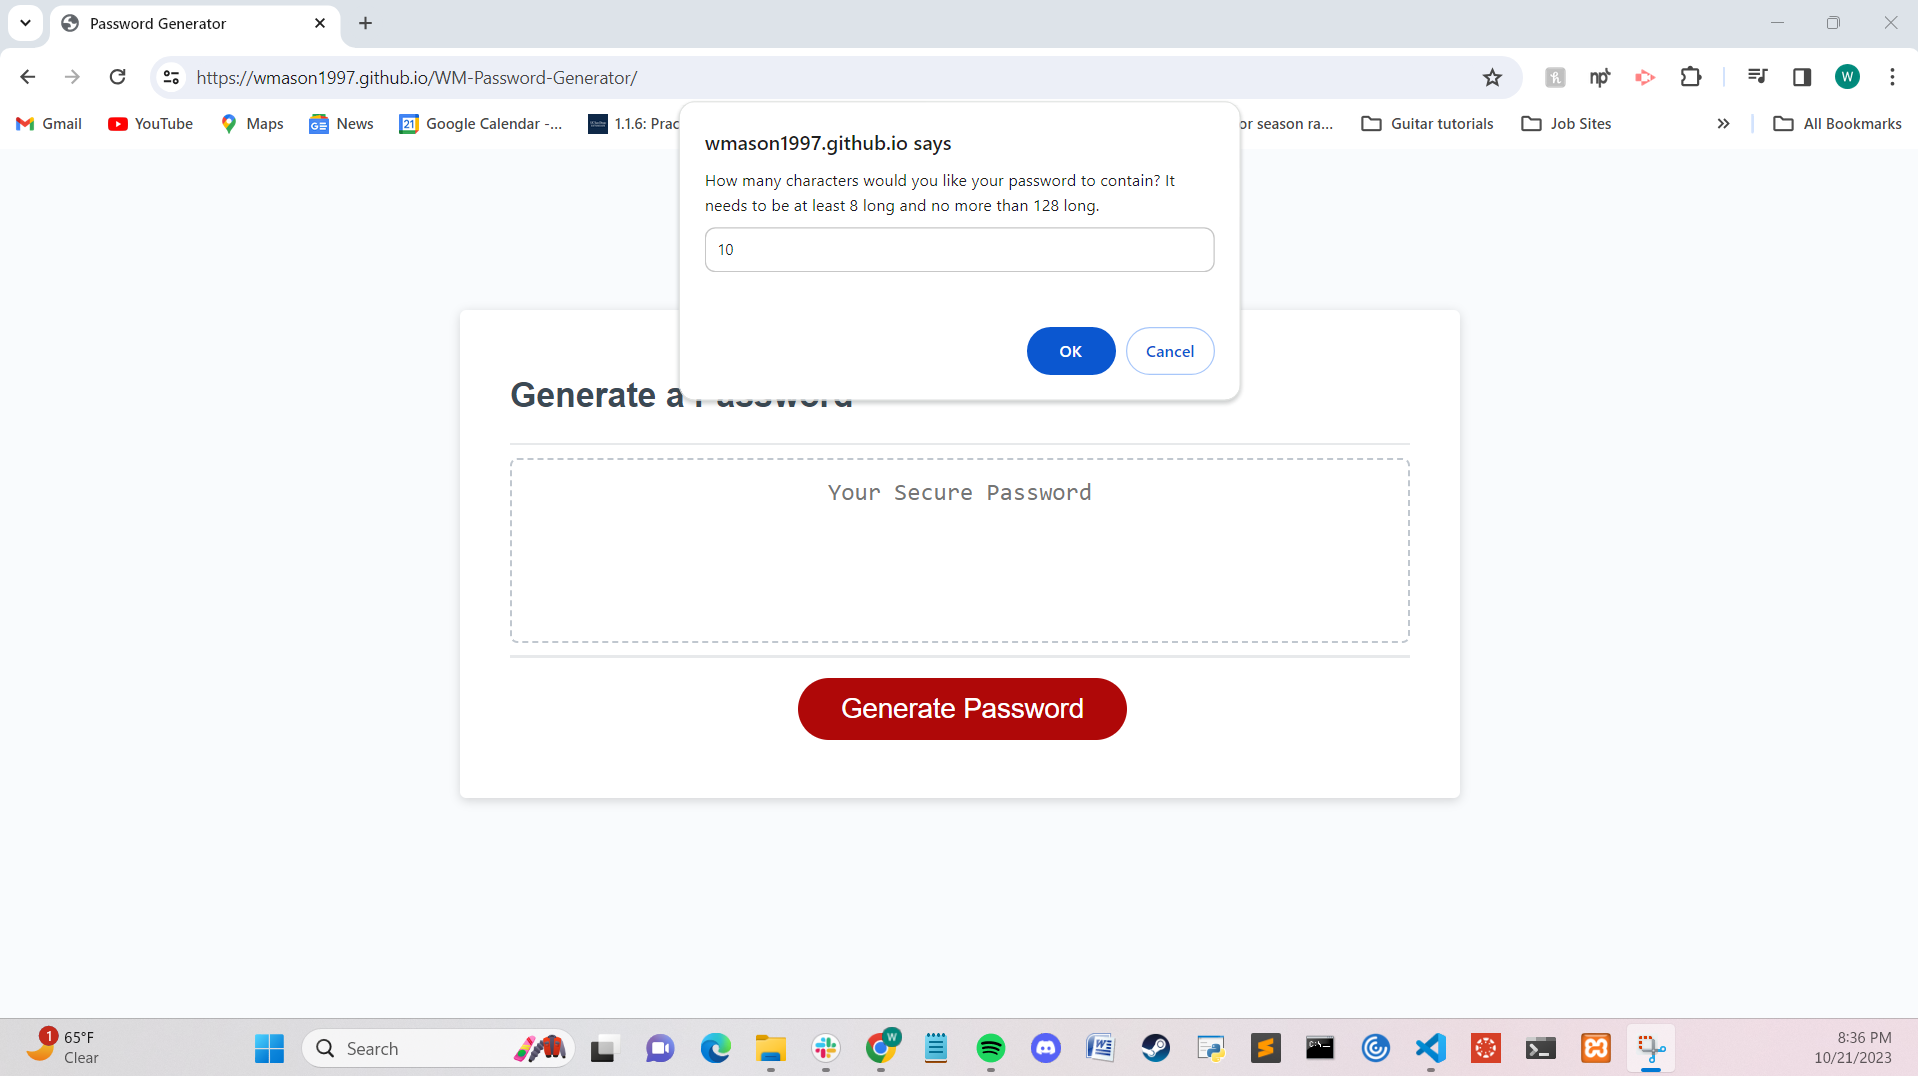 Password Generator
https://wmason1997.github.io/WM-Password-Generator/
W
Gmail
YouTube
Maps
News
21
Google Calendar -...
1.1.6: Prac
or season ra...
Guitar tutorials
Job Sites
All Bookmarks
wmason1997.github.io says
How many characters would you like your password to contain? It
needs to be at least 8 long and no more than 128 long.
10
OK
Cancel
Generate a Password
Your Secure Password
Generate Password
1
65°F
Clear
Search
W
8:36 PM
10/21/2023